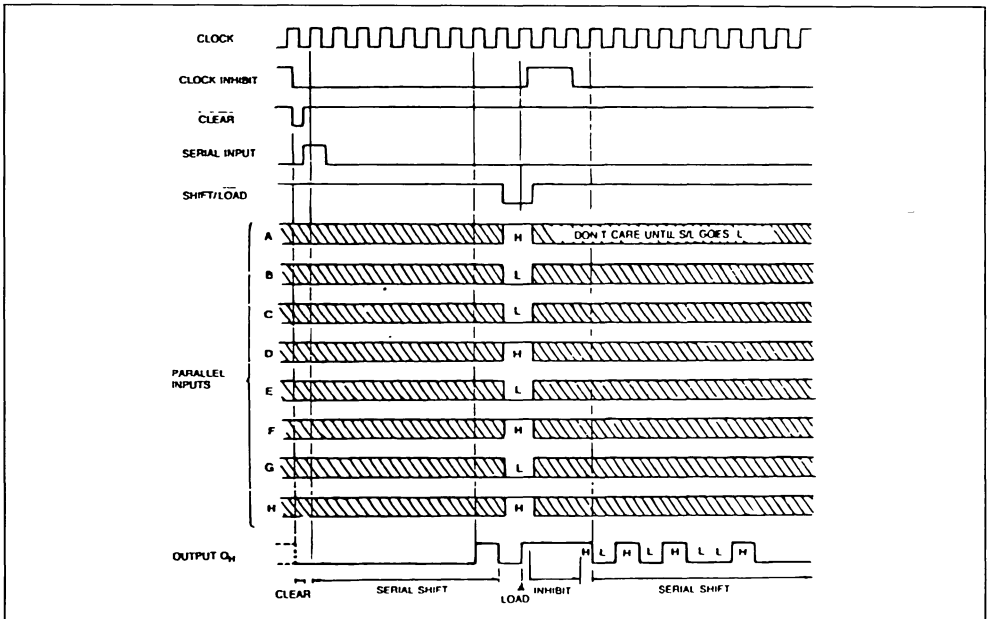 CLOCK
CLOCK INHIBIT
CLEAR
SERIAL INPUT
SHIFT/LOAD
A H DON'T CARE UNTIL S/L GOES L
B L
C L
D H
PARALLEL
INPUTS
E L
F H
G L
H H
OUTPUT QH H L H L H L L H
CLEAR SERIAL SHIFT LOAD INHIBIT SERIAL SHIFT